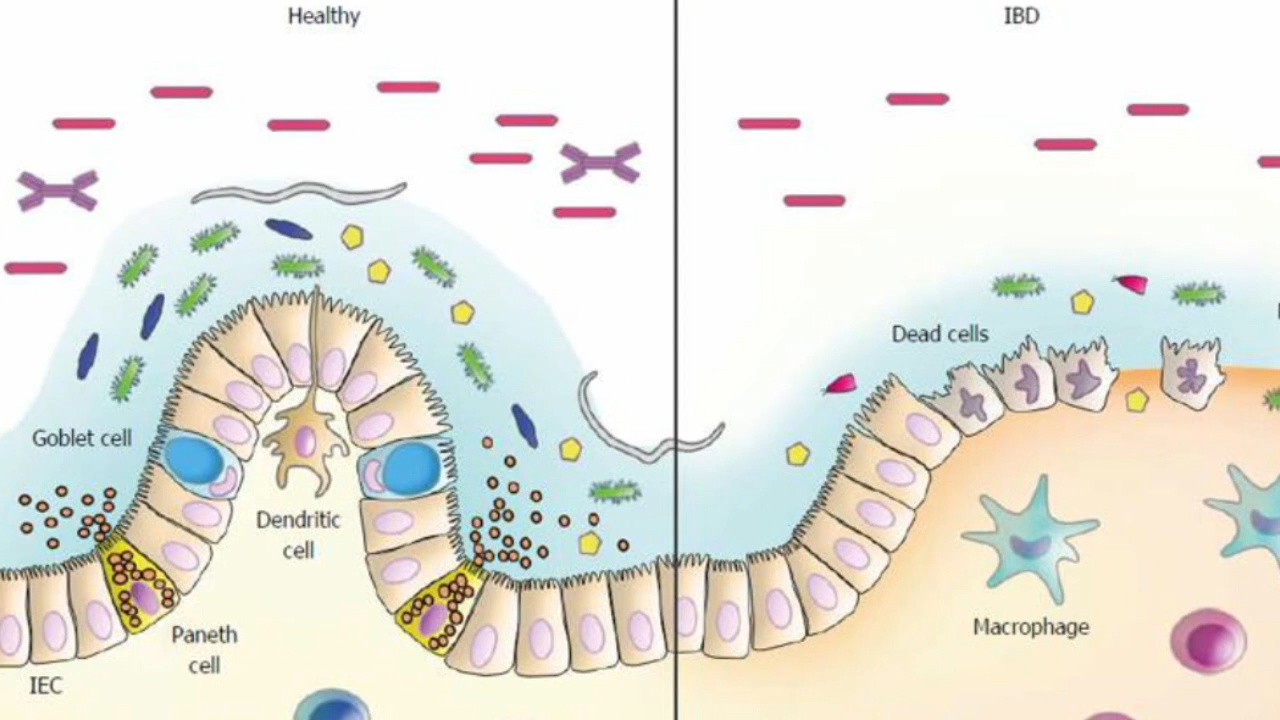 Healthy
IBD
Dead cells
Goblet cell
Dendritic
cell
Macrophage
Paneth
cell
IEC